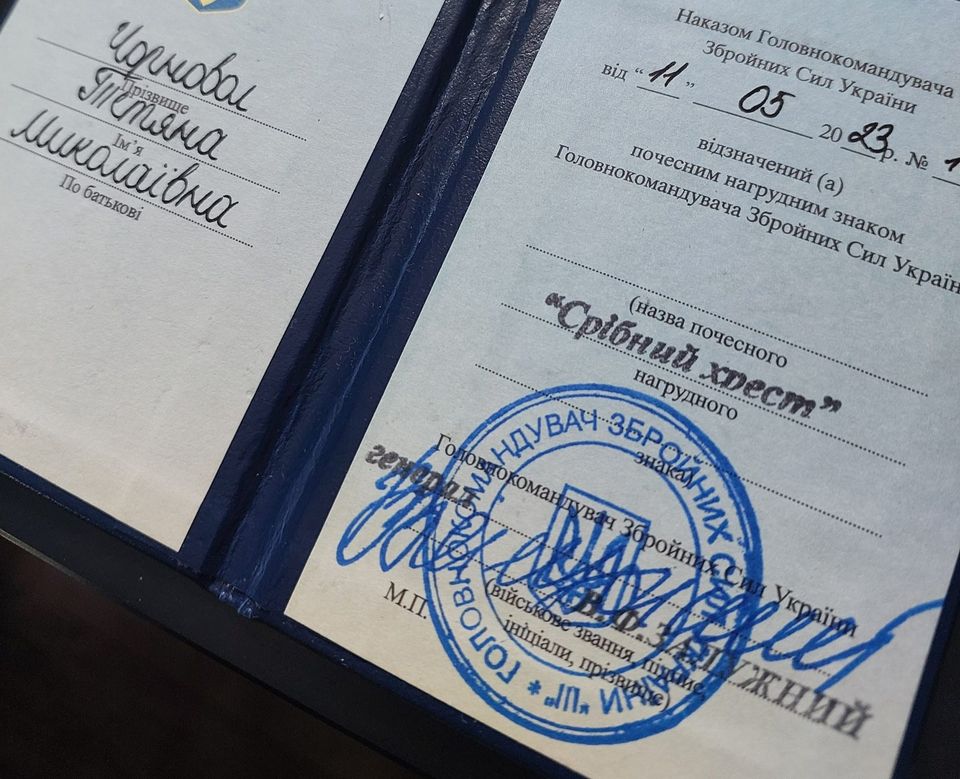 Чорновол
Прізвище
Тетяна
Ім’я
Миколаївна
По батькові
Наказом Головнокомандувача
Збройних Сил України
від “ 11 ” 05 2023 р. №
відзначений (а)
почесним нагрудним знаком
Головнокомандувача Збройних Сил Україн
(назва почесного
“Срібний хрест”
нагрудного
знака)
Головнокомандувач Збройних Сил України
генерал
В.Ф.ЗАЛУЖНИЙ
(військове звання, підпис,
М.П.
ініціали, прізвище)
* ГОЛОВНОКОМАНДУВАЧ ЗБРОЙНИХ СИЛ УКРАЇНИ "П"